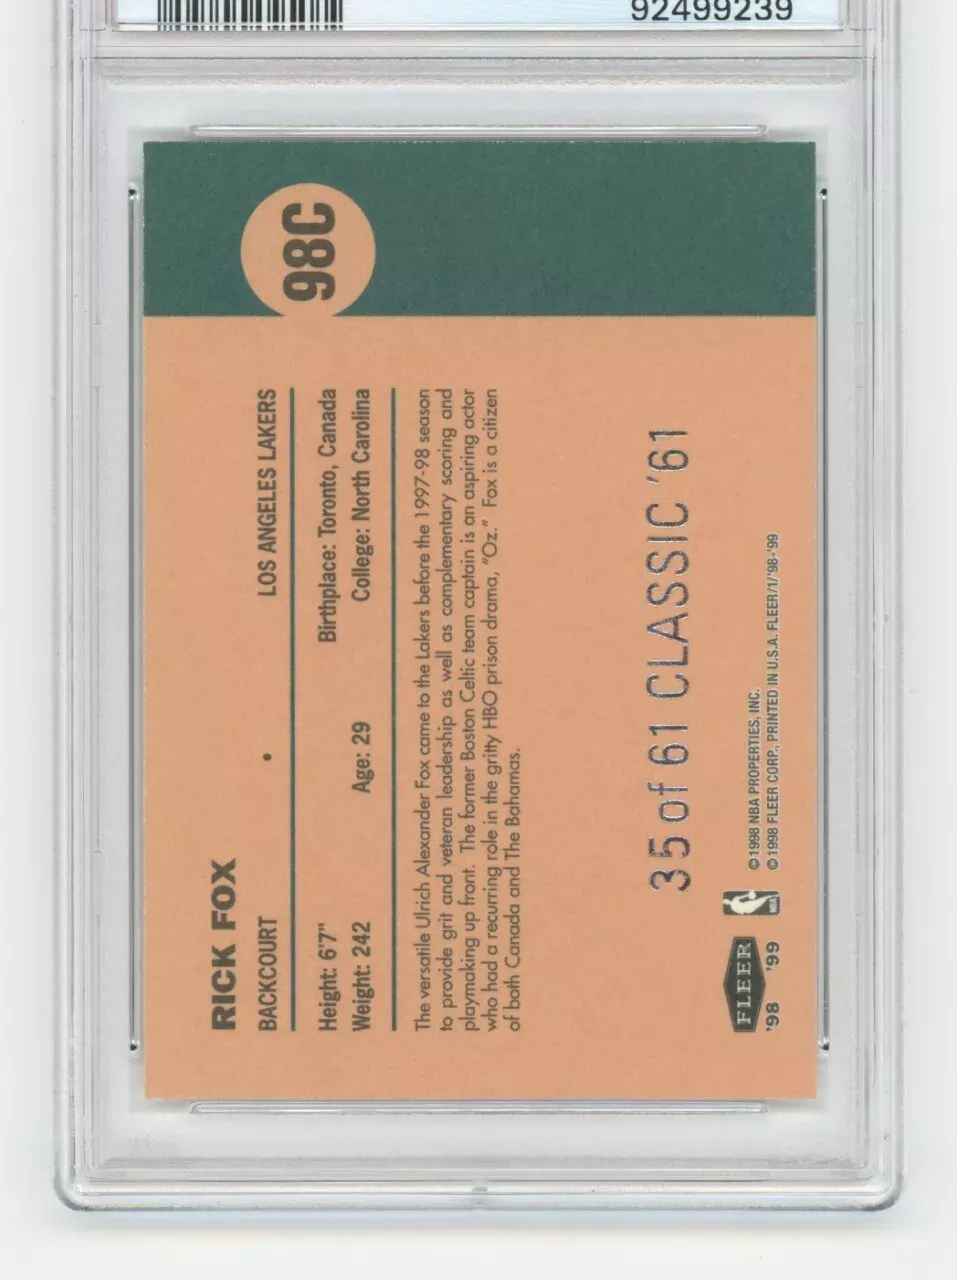 92499239
98C
RICK FOX
BACKCOURT • LOS ANGELES LAKERS
Height: 6'7" Birthplace: Toronto, Canada
Weight: 242 Age: 29 College: North Carolina
The versatile Ulrich Alexander Fox came to the Lakers before the 1997-98 season
to provide grit and veteran leadership as well as complementary scoring and
playmaking up front. The former Boston Celtic team captain is an aspiring actor
who had a recurring role in the gritty HBO prison drama, "Oz." Fox is a citizen
of both Canada and The Bahamas.
35 of 61 CLASSIC '61
FLEER
'98 '99
NBA
©1998 NBA PROPERTIES, INC.
©1998 FLEER CORP., PRINTED IN U.S.A. FLEER/1/'98-'99